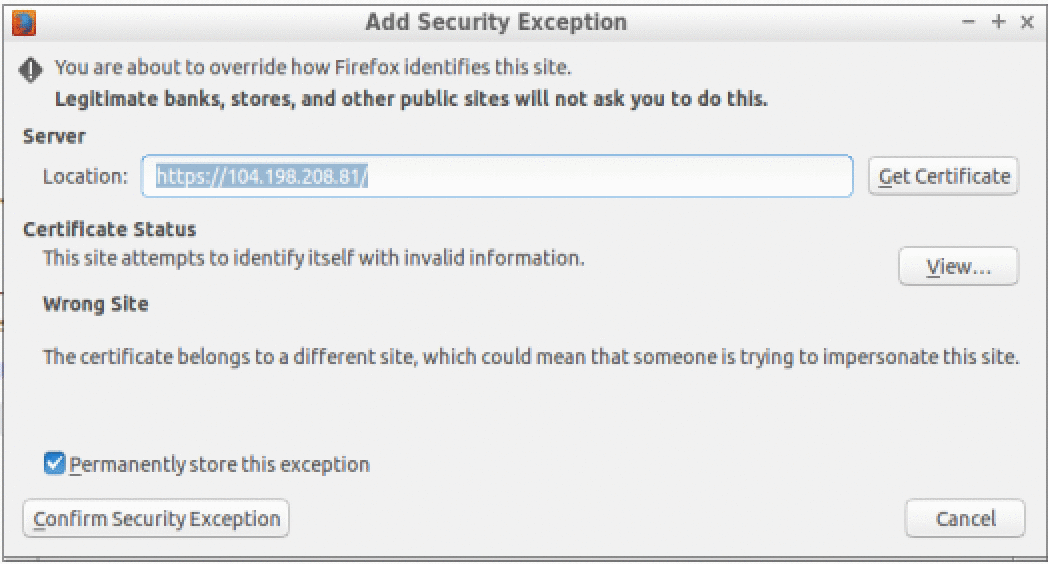 Add Security Exception
You are about to override how Firefox identifies this site.
Legitimate banks, stores, and other public sites will not ask you to do this.
Server
Location: https://104.198.208.81/ Get Certificate
Certificate Status
This site attempts to identify itself with invalid information.
View...
Wrong Site
The certificate belongs to a different site, which could mean that someone is trying to impersonate this site.
Permanently store this exception
Confirm Security Exception Cancel